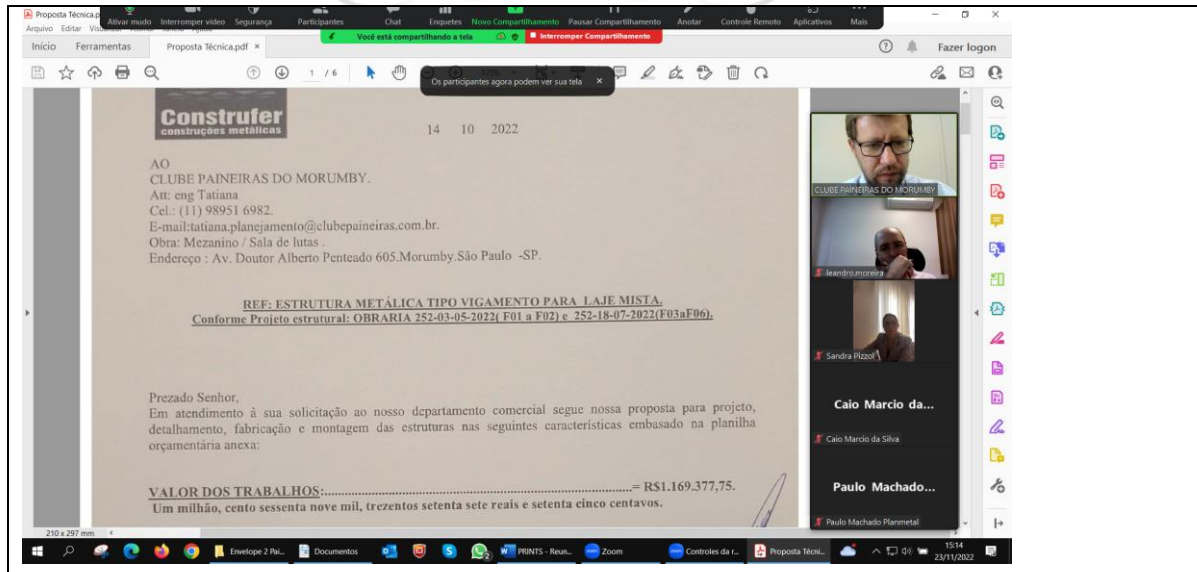 Proposta Técnica.p
Ativar mudo
Interromper vídeo
Segurança
Participantes
Chat
Enquetes
Novo Compartilhamento
Pausar Compartilhamento
Anotar
Controle Remoto
Aplicativos
Mais
Arquivo Editar
Você está compartilhando a tela
Interromper Compartilhamento
Início
Ferramentas
Proposta Técnica.pdf ×
Fazer logon
1 / 6
Os participantes agora podem ver sua tela ×
Construfer
construções metálicas
14 10 2022
AO
CLUBE PAINEIRAS DO MORUMBY.
Att: eng Tatiana
Cel.: (11) 98951 6982.
E-mail:tatiana.planejamento@clubepaineiras.com.br.
Obra: Mezanino / Sala de lutas .
Endereço : Av. Doutor Alberto Penteado 605.Morumby.São Paulo -SP.
REF: ESTRUTURA METÁLICA TIPO VIGAMENTO PARA LAJE MISTA.
Conforme Projeto estrutural: OBRARIA 252-03-05-2022( F01 a F02) e 252-18-07-2022(F03aF06).
Prezado Senhor,
Em atendimento à sua solicitação ao nosso departamento comercial segue nossa proposta para projeto,
detalhamento, fabricação e montagem das estruturas nas seguintes características embasado na planilha
orçamentária anexa:
VALOR DOS TRABALHOS:..........................................................................= R$1.169.377,75.
Um milhão, cento sessenta nove mil, trezentos setenta sete reais e setenta cinco centavos.
CLUBE PAINEIRAS DO MORUMBY
leandro.moreira
Sandra Pizzol
Caio Marcio da...
Caio Marcio da Silva
Paulo Machado...
Paulo Machado Planmetal
210 x 297 mm
Envelope 2 Pai...
Documentos
PRINTS - Reun...
Zoom
Controles da r...
Proposta Técni...
15:14
23/11/2022